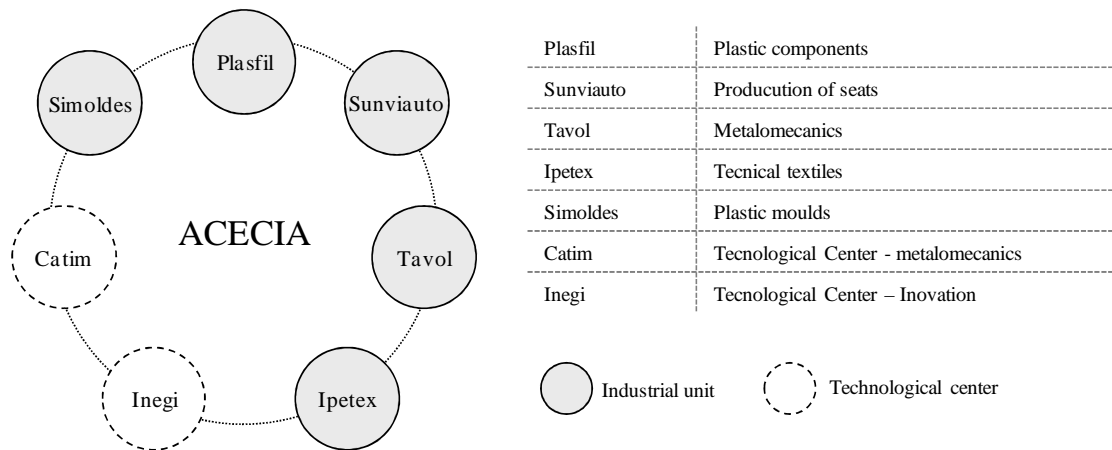 Plasfil
Simoldes
Sunviauto
ACECIA
Catim
Tavol
Inegi
Ipetex
Plasfil Plastic components
Sunviauto Producution of seats
Tavol Metalomecanics
Ipetex Tecnical textiles
Simoldes Plastic moulds
Catim Tecnological Center - metalomecanics
Inegi Tecnological Center – Inovation
Industrial unit
Technological center